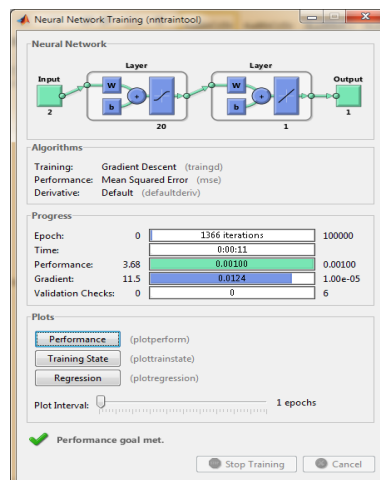 Neural Network Training (nntraintool)
Neural Network
Layer Layer
Input Output
W W
b b
+ +
2 20 1 1
Algorithms
Training: Gradient Descent (traingd)
Performance: Mean Squared Error (mse)
Derivative: Default (defaultderiv)
Progress
Epoch: 0 1366 iterations 100000
Time: 0:00:11
Performance: 3.68 0.00100 0.00100
Gradient: 11.5 0.0124 1.00e-05
Validation Checks: 0 0 6
Plots
Performance (plotperform)
Training State (plottrainstate)
Regression (plotregression)
Plot Interval: 1 epochs
Performance goal met.
Stop Training Cancel